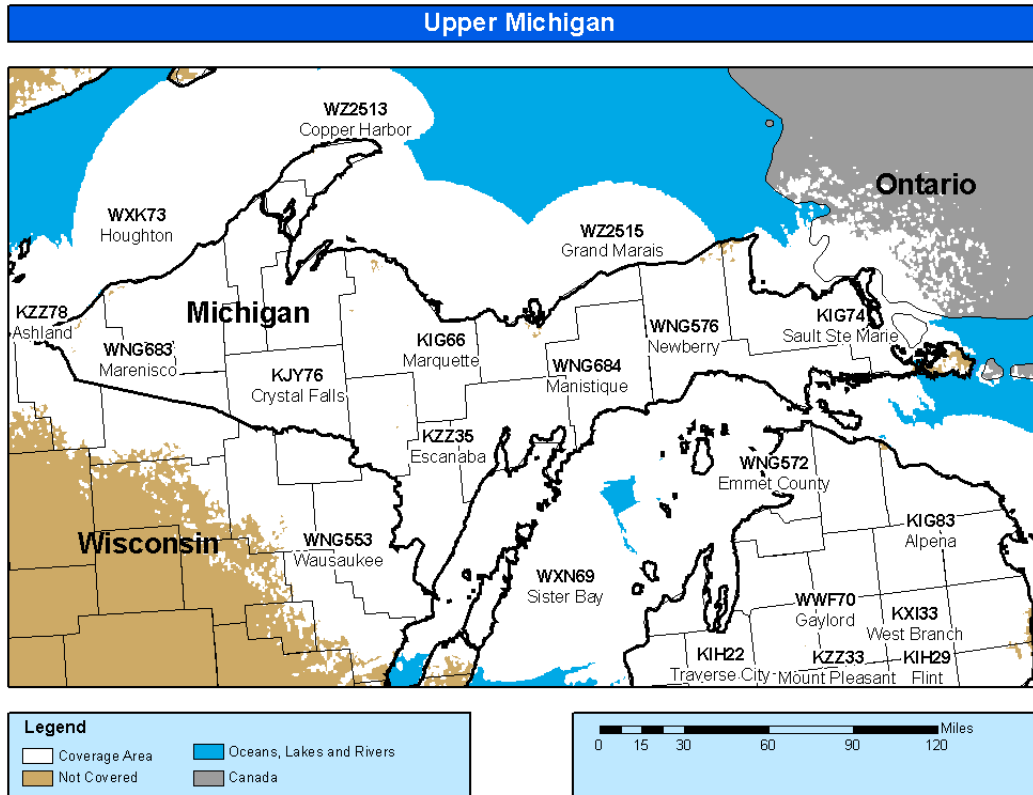 Upper Michigan
WZ2513
Copper Harbor
Ontario
WXK73
Houghton
WZ2515
Grand Marais
KZZ78
Ashland
Michigan
WNG683
Marenisco
KIG66
Marquette
WNG576
Newberry
KIG74
Sault Ste Marie
KJY76
Crystal Falls
WNG684
Manistique
KZZ35
Escanaba
WNG572
Emmet County
Wisconsin
WNG553
Wausaukee
KIG83
Alpena
WXN69
Sister Bay
WWF70
Gaylord
KXI33
West Branch
KIH22
Traverse City
KZZ33
Mount Pleasant
KIH29
Flint
Legend
Coverage Area
Not Covered
Oceans, Lakes and Rivers
Canada
Miles
0 15 30 60 90 120